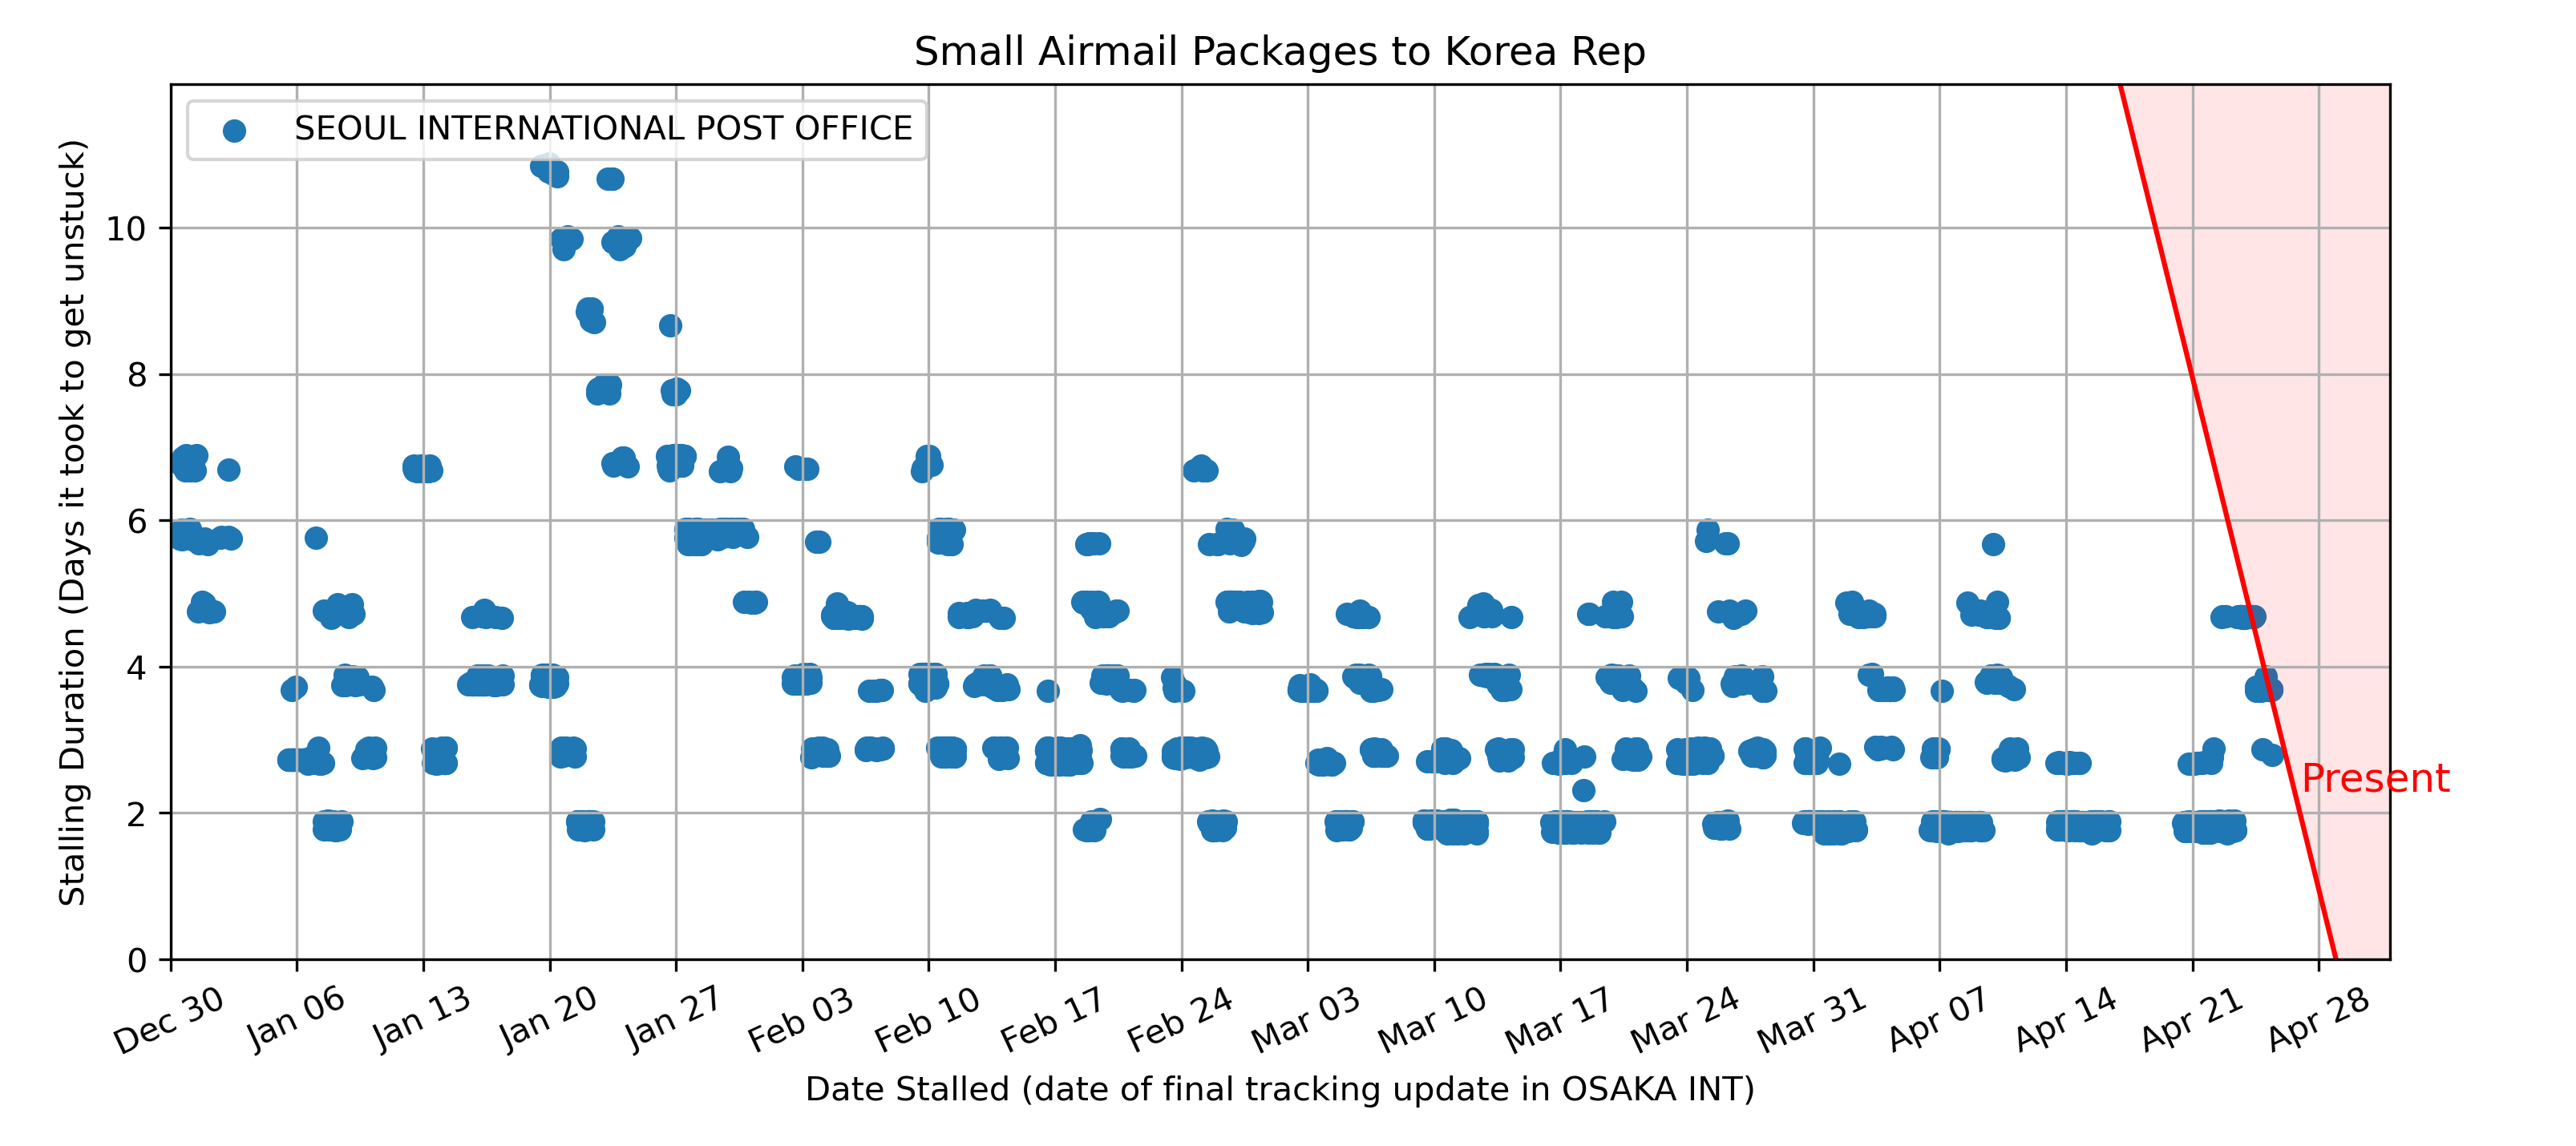 Small Airmail Packages to Korea Rep
SEOUL INTERNATIONAL POST OFFICE
Stalling Duration (Days it took to get unstuck)
10
8
6
4
2
0
Present
Dec 30
Jan 06
Jan 13
Jan 20
Jan 27
Feb 03
Feb 10
Feb 17
Feb 24
Mar 03
Mar 10
Mar 17
Mar 24
Mar 31
Apr 07
Apr 14
Apr 21
Apr 28
Date Stalled (date of final tracking update in OSAKA INT)